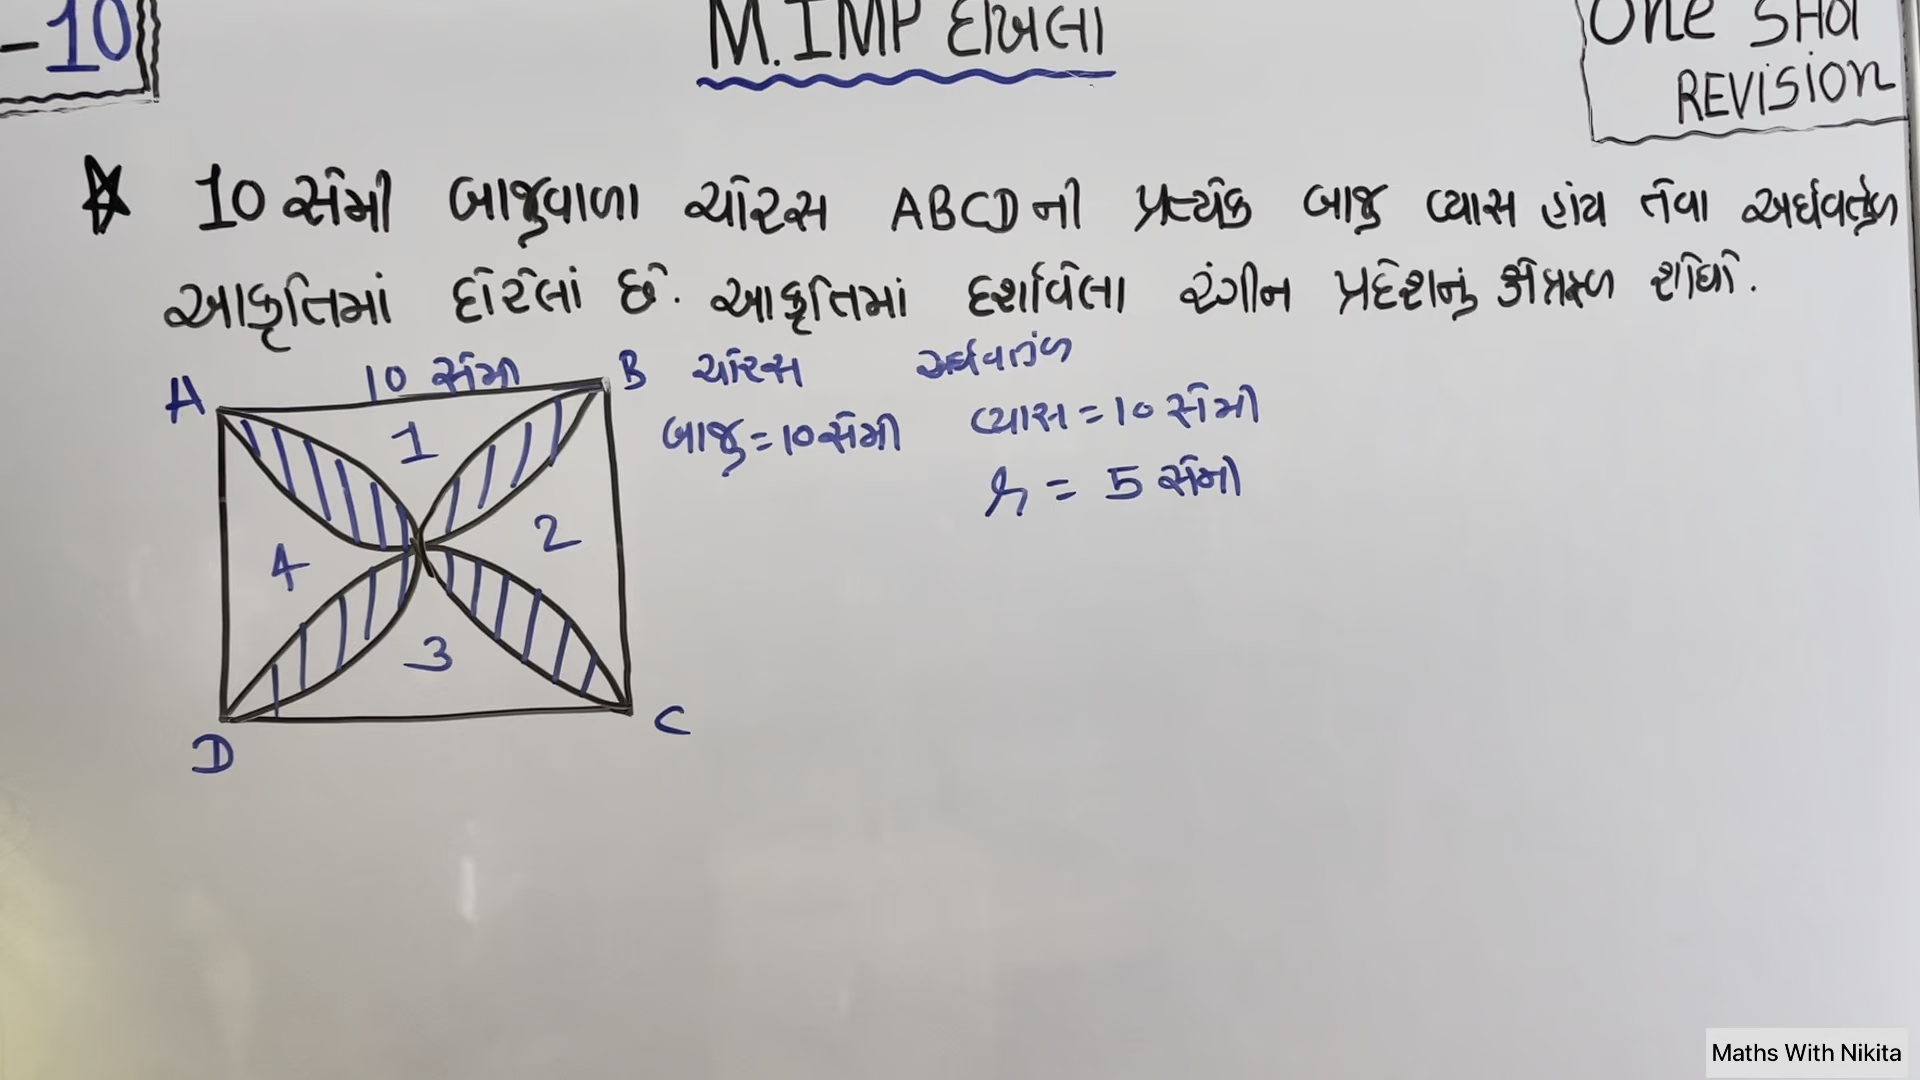 -10
M.IMP દાખલા
One SHOT
REVISION
10 સેમી બાજુવાળા ચોરસ ABCD ની પ્રત્યેક બાજુ વ્યાસ હોય તેવા અર્ધવર્તુળ
આકૃતિમાં દોરેલાં છે. આકૃતિમાં દર્શાવેલા રંગીન પ્રદેશનું ક્ષેત્રફળ શોધો.
A 10 સેમી B
ચોરસ અર્ધવર્તુળ
બાજુ = 10 સેમી વ્યાસ = 10 સેમી
r = 5 સેમી
1
2
4
3
D C
Maths With Nikita